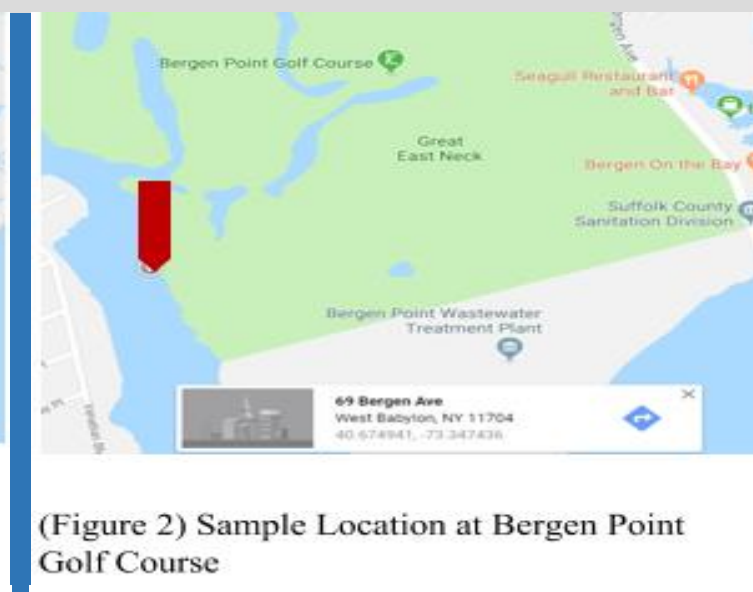 Bergen Point Golf Course
Bergen Av
Seagull Restaurant
and Bar
Great
East Neck
Bergen On the Bay
Suffolk County
Sanitation Division
Bergen Point Wastewater
Treatment Plant
69 Bergen Ave
West Babylon, NY 11704
40.674941, -73.347436
(Figure 2) Sample Location at Bergen Point
Golf Course